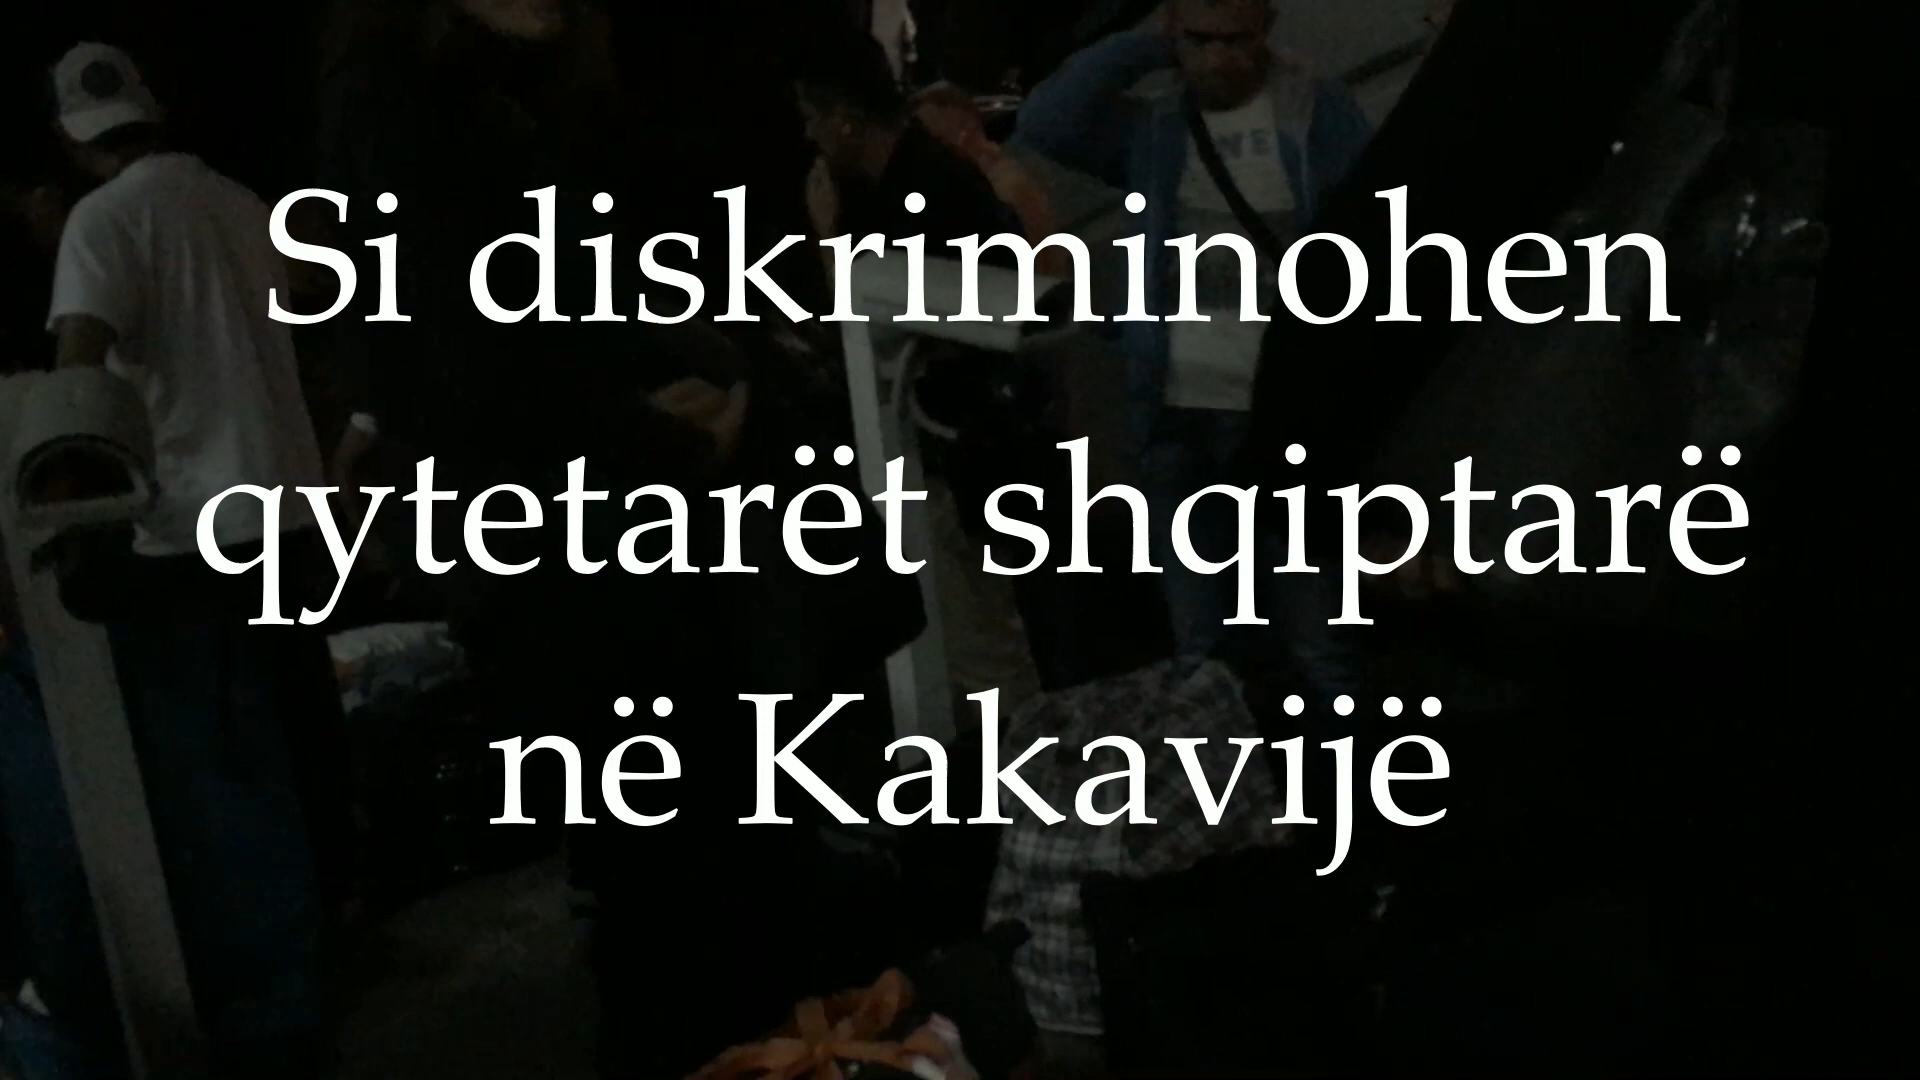 Si diskriminohen
qytetarët shqiptarë
në Kakavijë